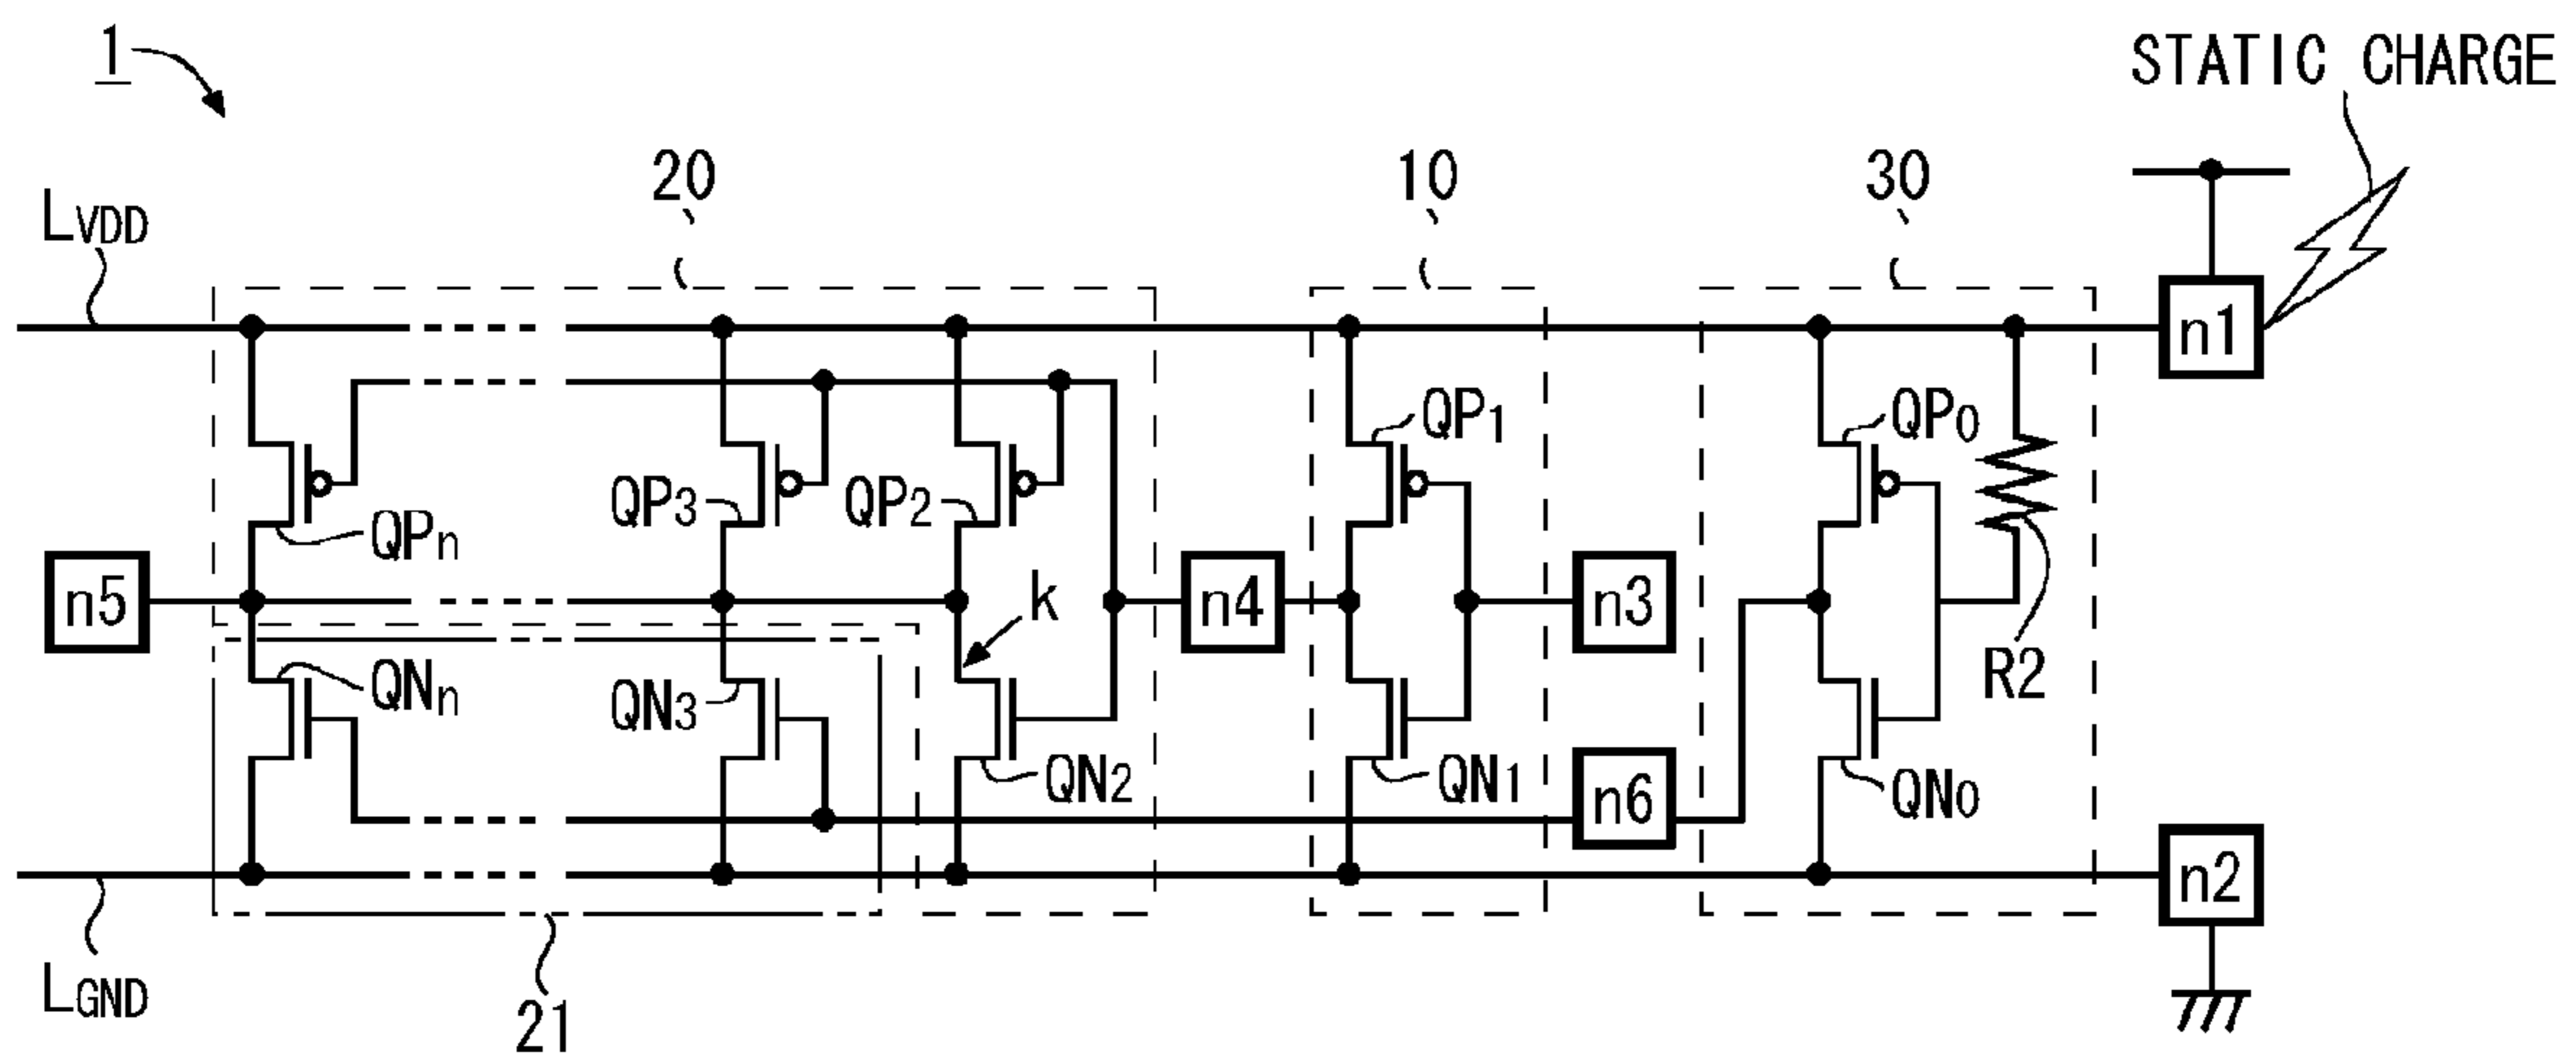 1
STATIC CHARGE
20
10
30
LVDD
n1
QP1
QP0
QP3
QP2
QPn
n5
k
n4
n3
R2
QNn
QN3
QN2
QN1
n6
QN0
n2
LGND
21